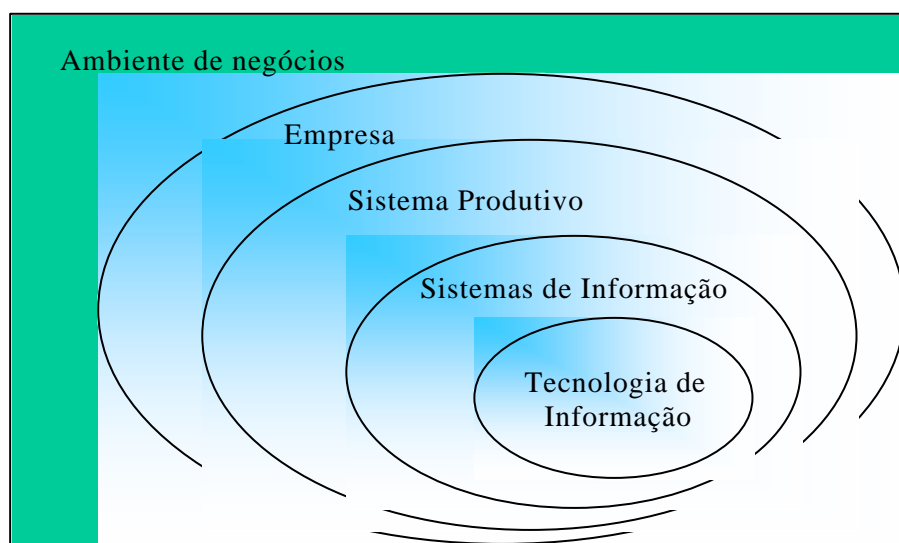 Ambiente de negócios
Empresa
Sistema Produtivo
Sistemas de Informação
Tecnologia de
Informação